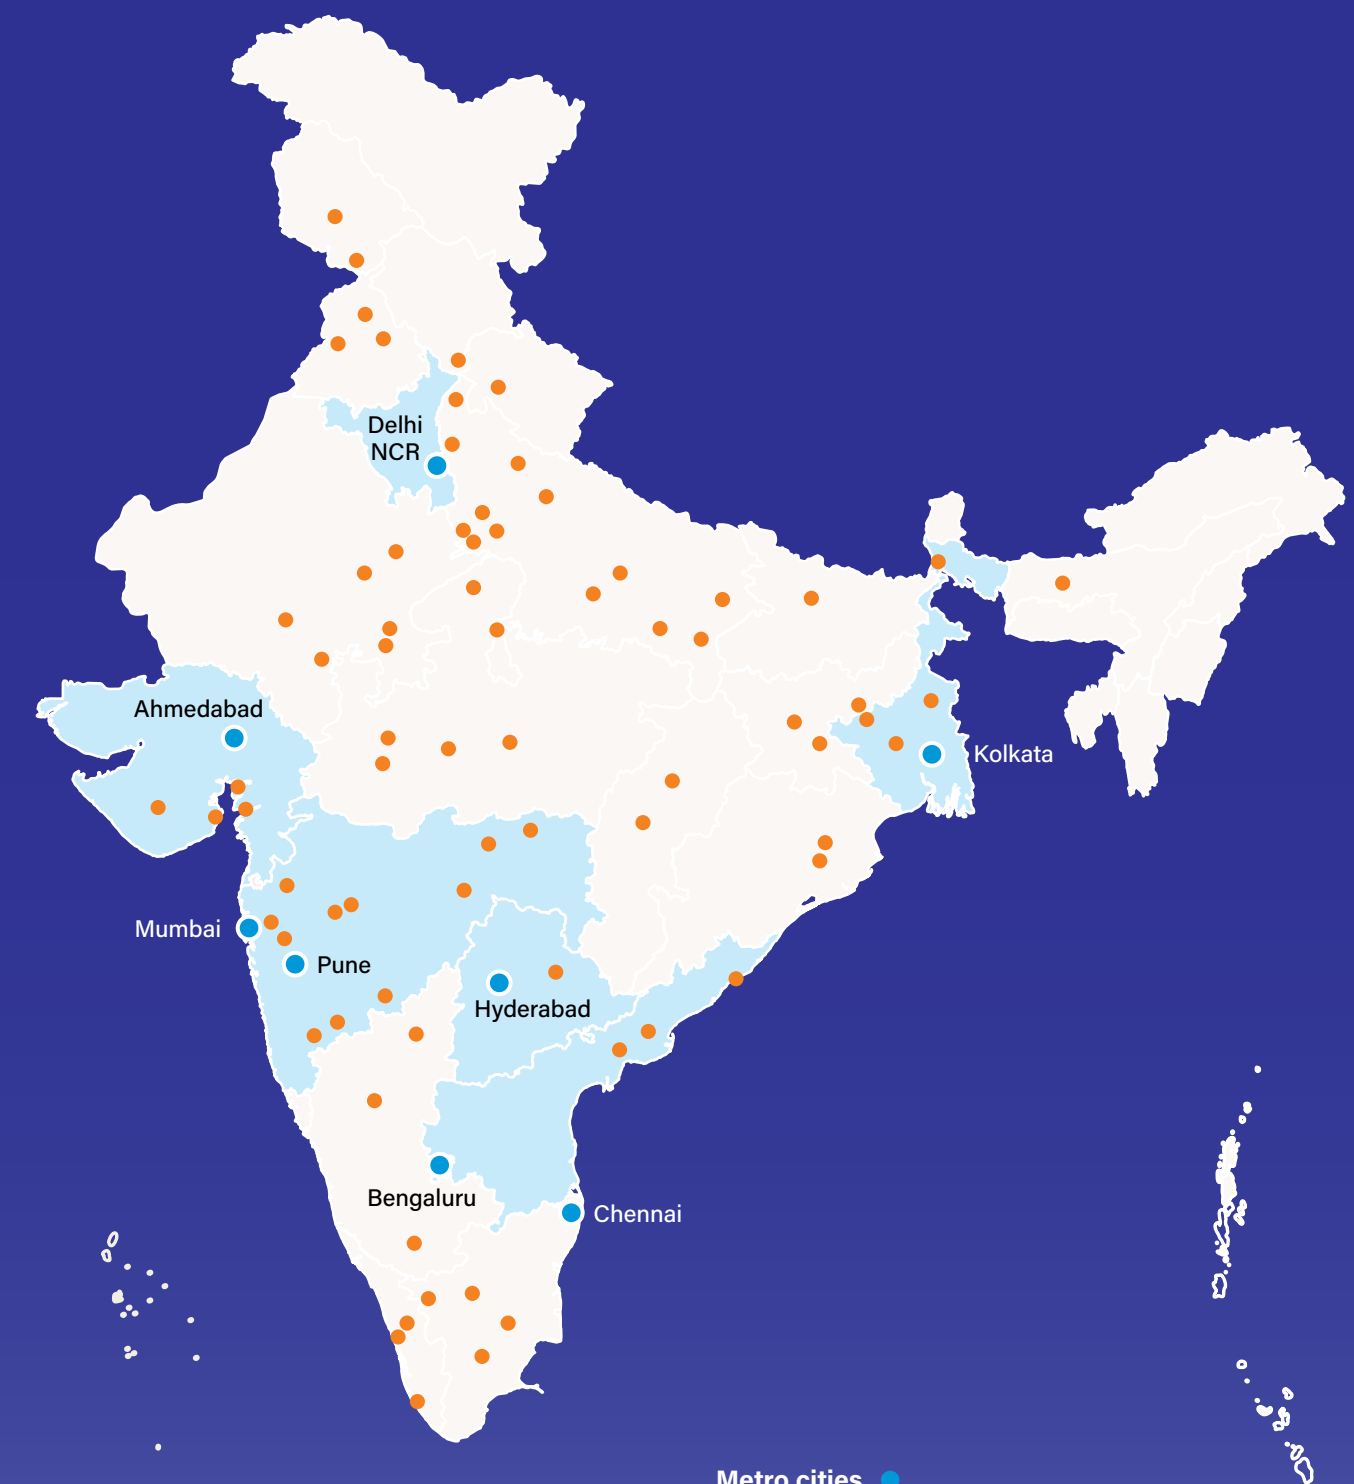 Delhi
NCR
Ahmedabad
Kolkata
Mumbai
Pune
Hyderabad
Bengaluru
Chennai
Metro cities